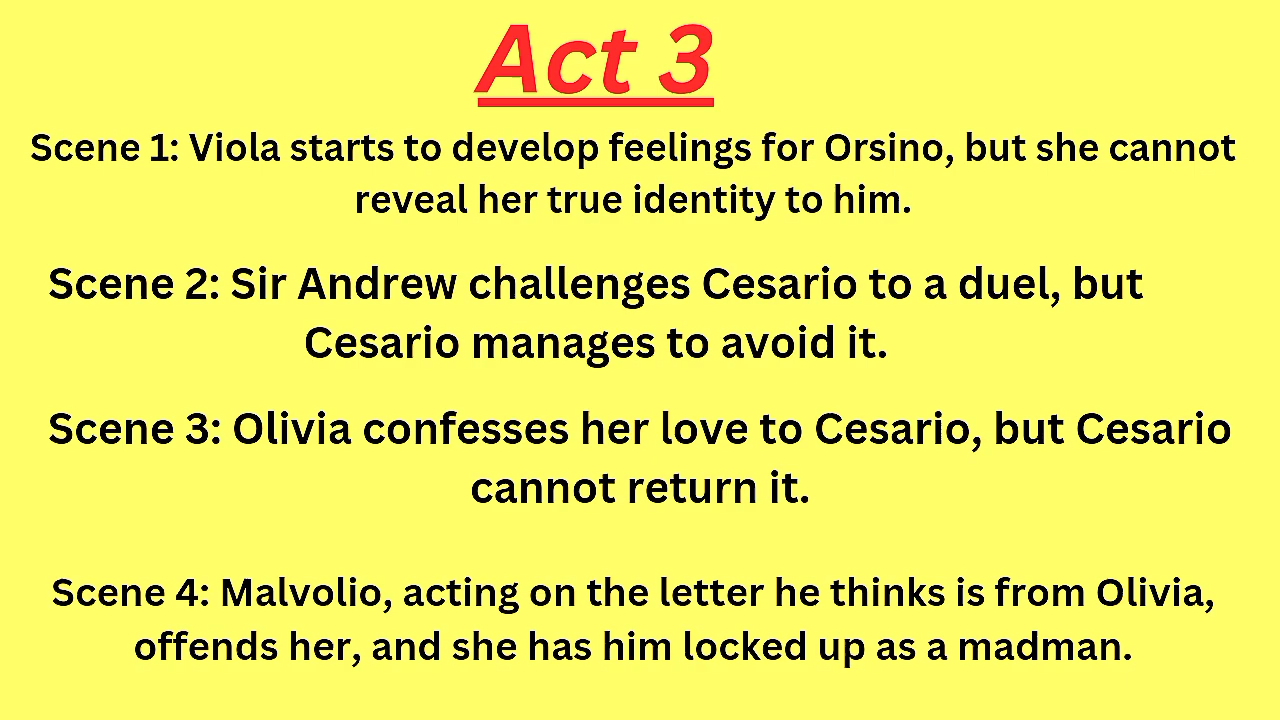 Act 3
Scene 1: Viola starts to develop feelings for Orsino, but she cannot
reveal her true identity to him.
Scene 2: Sir Andrew challenges Cesario to a duel, but
Cesario manages to avoid it.
Scene 3: Olivia confesses her love to Cesario, but Cesario
cannot return it.
Scene 4: Malvolio, acting on the letter he thinks is from Olivia,
offends her, and she has him locked up as a madman.